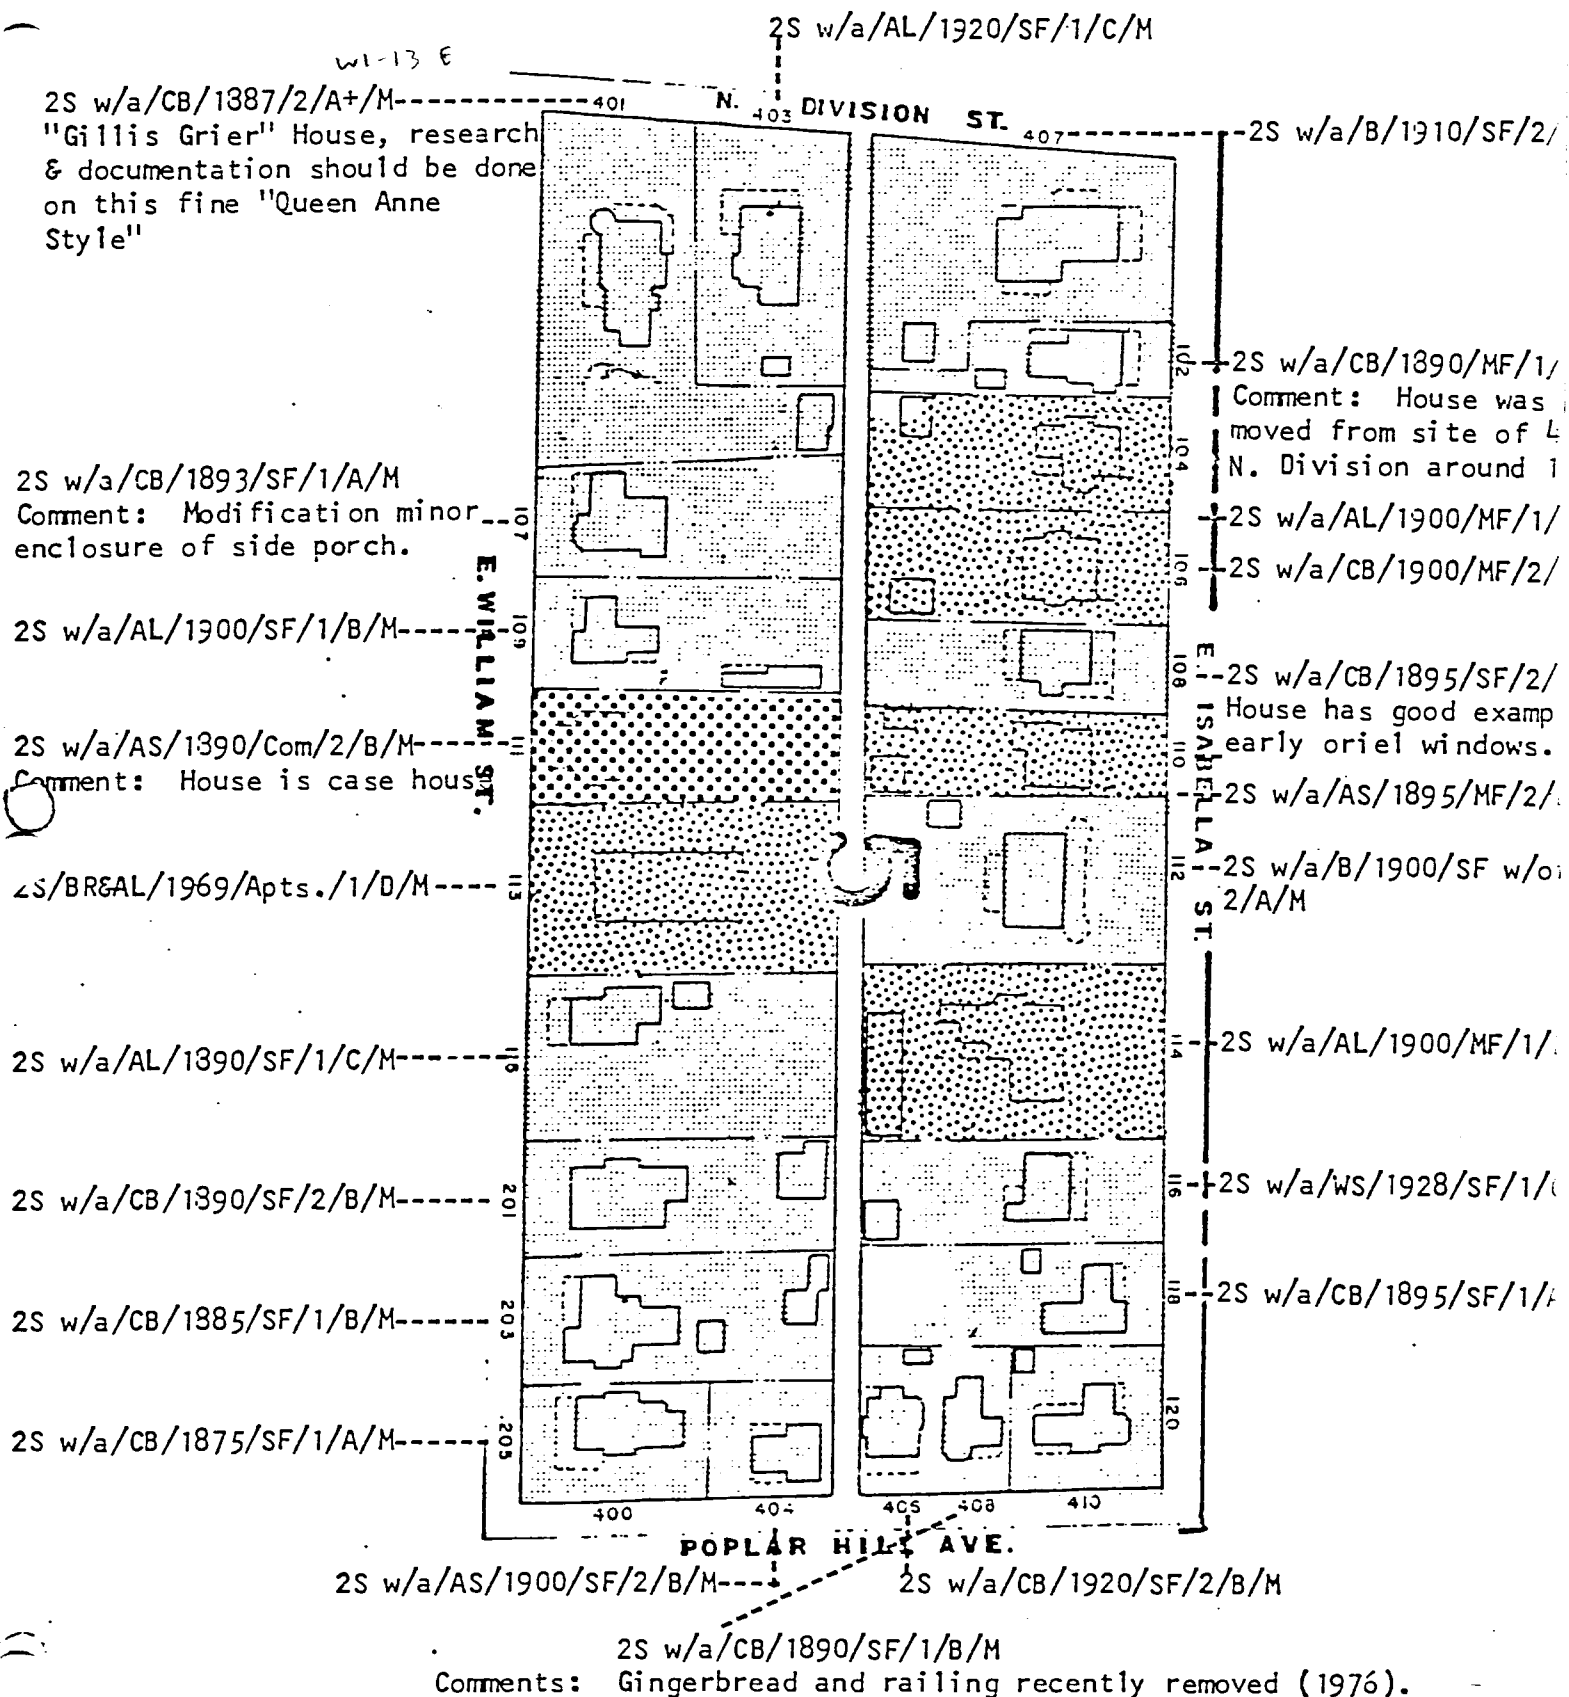 2S w/a/AL/1920/SF/1/C/M
W1-13 E
2S w/a/CB/1887/2/A+/M
"Gillis Grier" House, research
& documentation should be done
on this fine "Queen Anne
Style"
401
N. DIVISION ST.
403
407
2S w/a/B/1910/SF/2/
102
2S w/a/CB/1890/MF/1/
Comment: House was
moved from site of 4
N. Division around 1
104
2S w/a/CB/1893/SF/1/A/M
Comment: Modification minor
enclosure of side porch.
107
2S w/a/AL/1900/MF/1/
106
2S w/a/CB/1900/MF/2/
E. WILLIAM ST.
2S w/a/AL/1900/SF/1/B/M
109
E. ISABELLA ST.
108
2S w/a/CB/1895/SF/2/
House has good examp
early oriel windows.
2S w/a/AS/1890/Com/2/B/M
Comment: House is case hous
111
110
2S w/a/AS/1895/MF/2/
2S/BR&AL/1969/Apts./1/D/M
113
112
2S w/a/B/1900/SF w/o
2/A/M
2S w/a/AL/1890/SF/1/C/M
115
114
2S w/a/AL/1900/MF/1/
2S w/a/CB/1890/SF/2/B/M
201
116
2S w/a/WS/1928/SF/1/
2S w/a/CB/1885/SF/1/B/M
203
118
2S w/a/CB/1895/SF/1/
2S w/a/CB/1875/SF/1/A/M
205
120
400
404
406
408
410
POPLAR HILL AVE.
2S w/a/AS/1900/SF/2/B/M
2S w/a/CB/1920/SF/2/B/M
2S w/a/CB/1890/SF/1/B/M
Comments: Gingerbread and railing recently removed (1976).